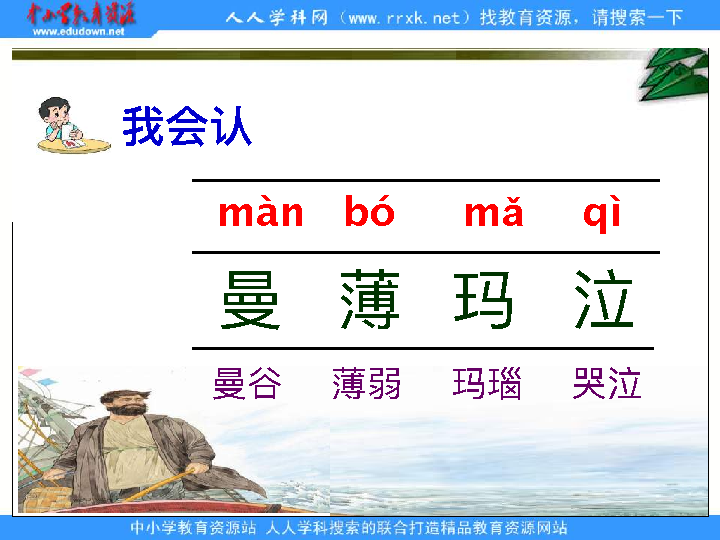 中小学教育资源
www.edudown.net
人人学科网（www.rrxk.net）找教育资源，请搜索一下
我会认
màn bó mǎ qì
曼 薄 玛 泣
曼谷 薄弱 玛瑙 哭泣
中小学教育资源站 人人学科搜索的联合打造精品教育资源网站